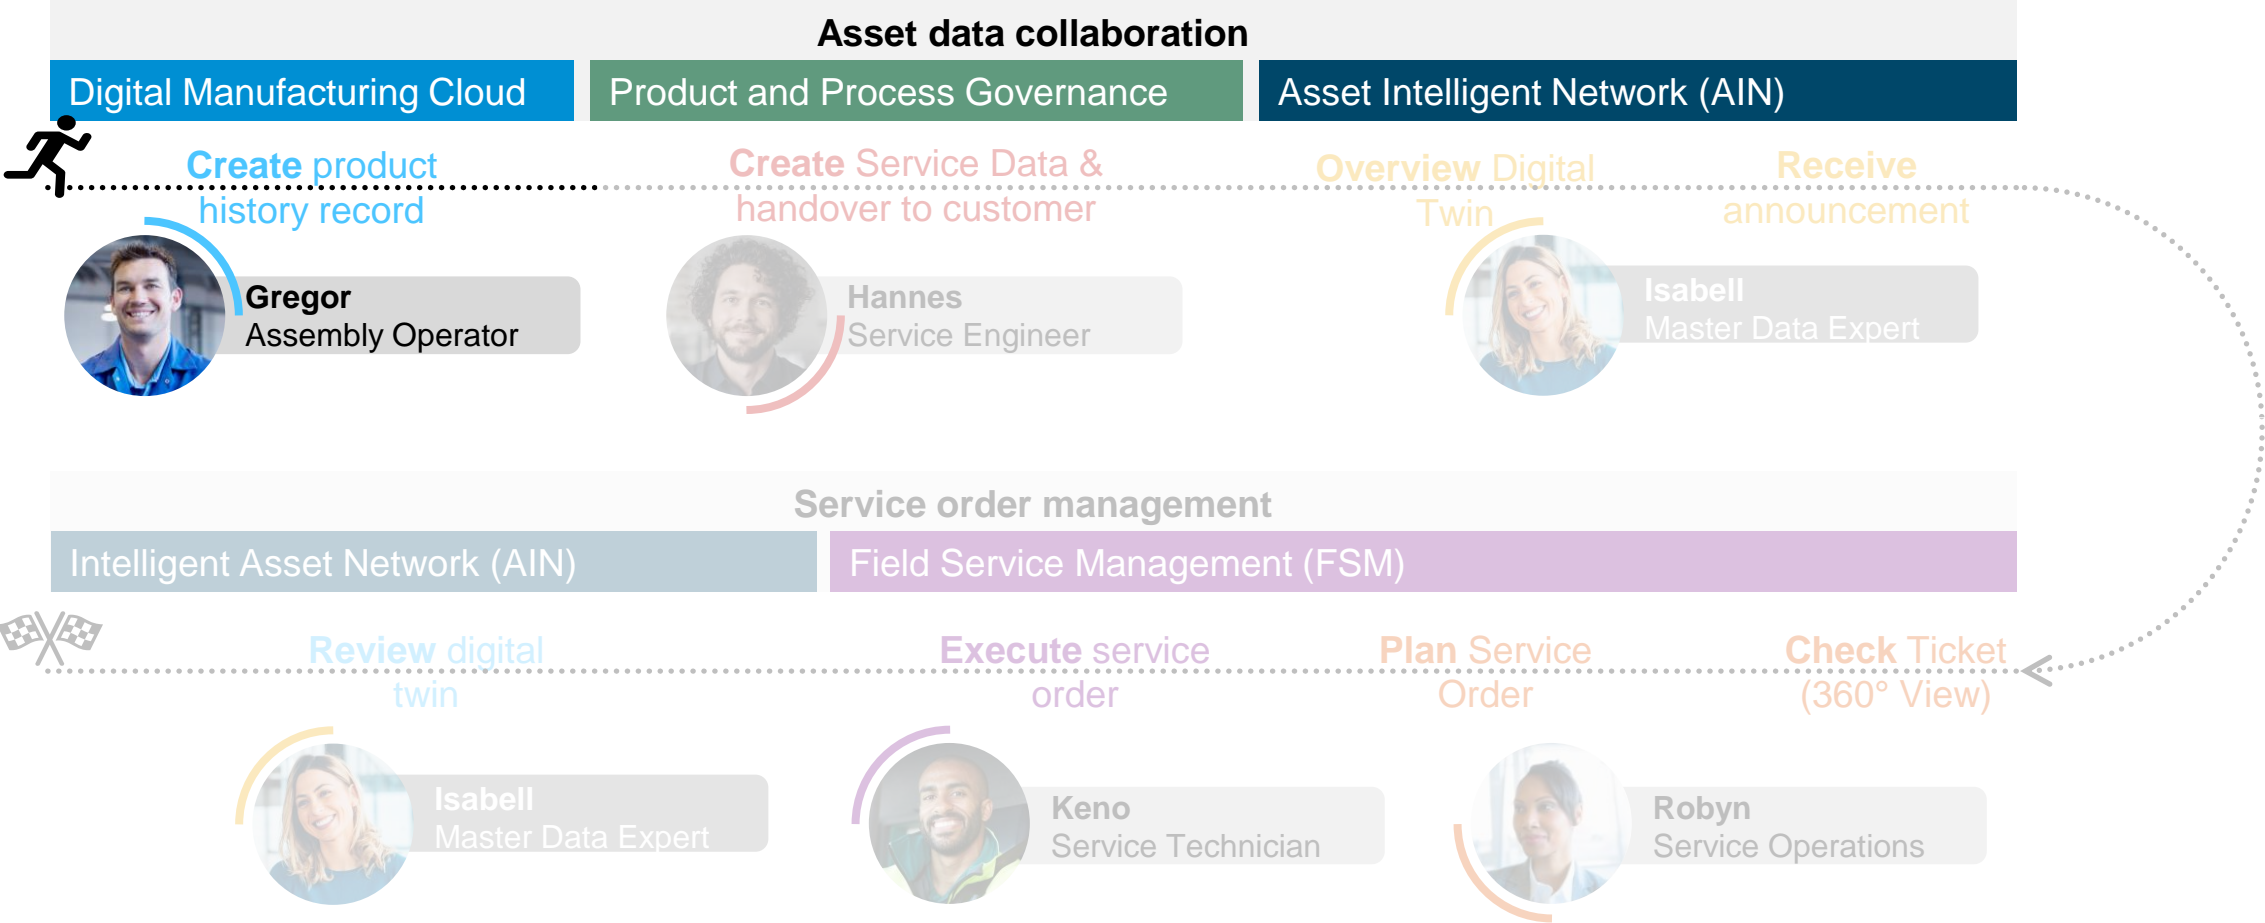 Asset data collaboration
Digital Manufacturing Cloud
Product and Process Governance
Asset Intelligent Network (AIN)
Create product
history record
Create Service Data &
handover to customer
Overview Digital
Twin
Receive
announcement
Gregor
Assembly Operator
Hannes
Service Engineer
Isabell
Master Data Expert
Service order management
Intelligent Asset Network (AIN)
Field Service Management (FSM)
Review digital
twin
Execute service
order
Plan Service
Order
Check Ticket
(360° View)
Isabell
Master Data Expert
Keno
Service Technician
Robyn
Service Operations